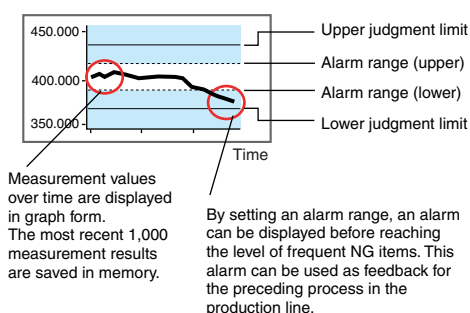 450.000
400.000
350.000
Time
Upper judgment limit
Alarm range (upper)
Alarm range (lower)
Lower judgment limit
Measurement values
over time are displayed
in graph form.
The most recent 1,000
measurement results
are saved in memory.
By setting an alarm range, an alarm
can be displayed before reaching
the level of frequent NG items. This
alarm can be used as feedback for
the preceding process in the
production line.